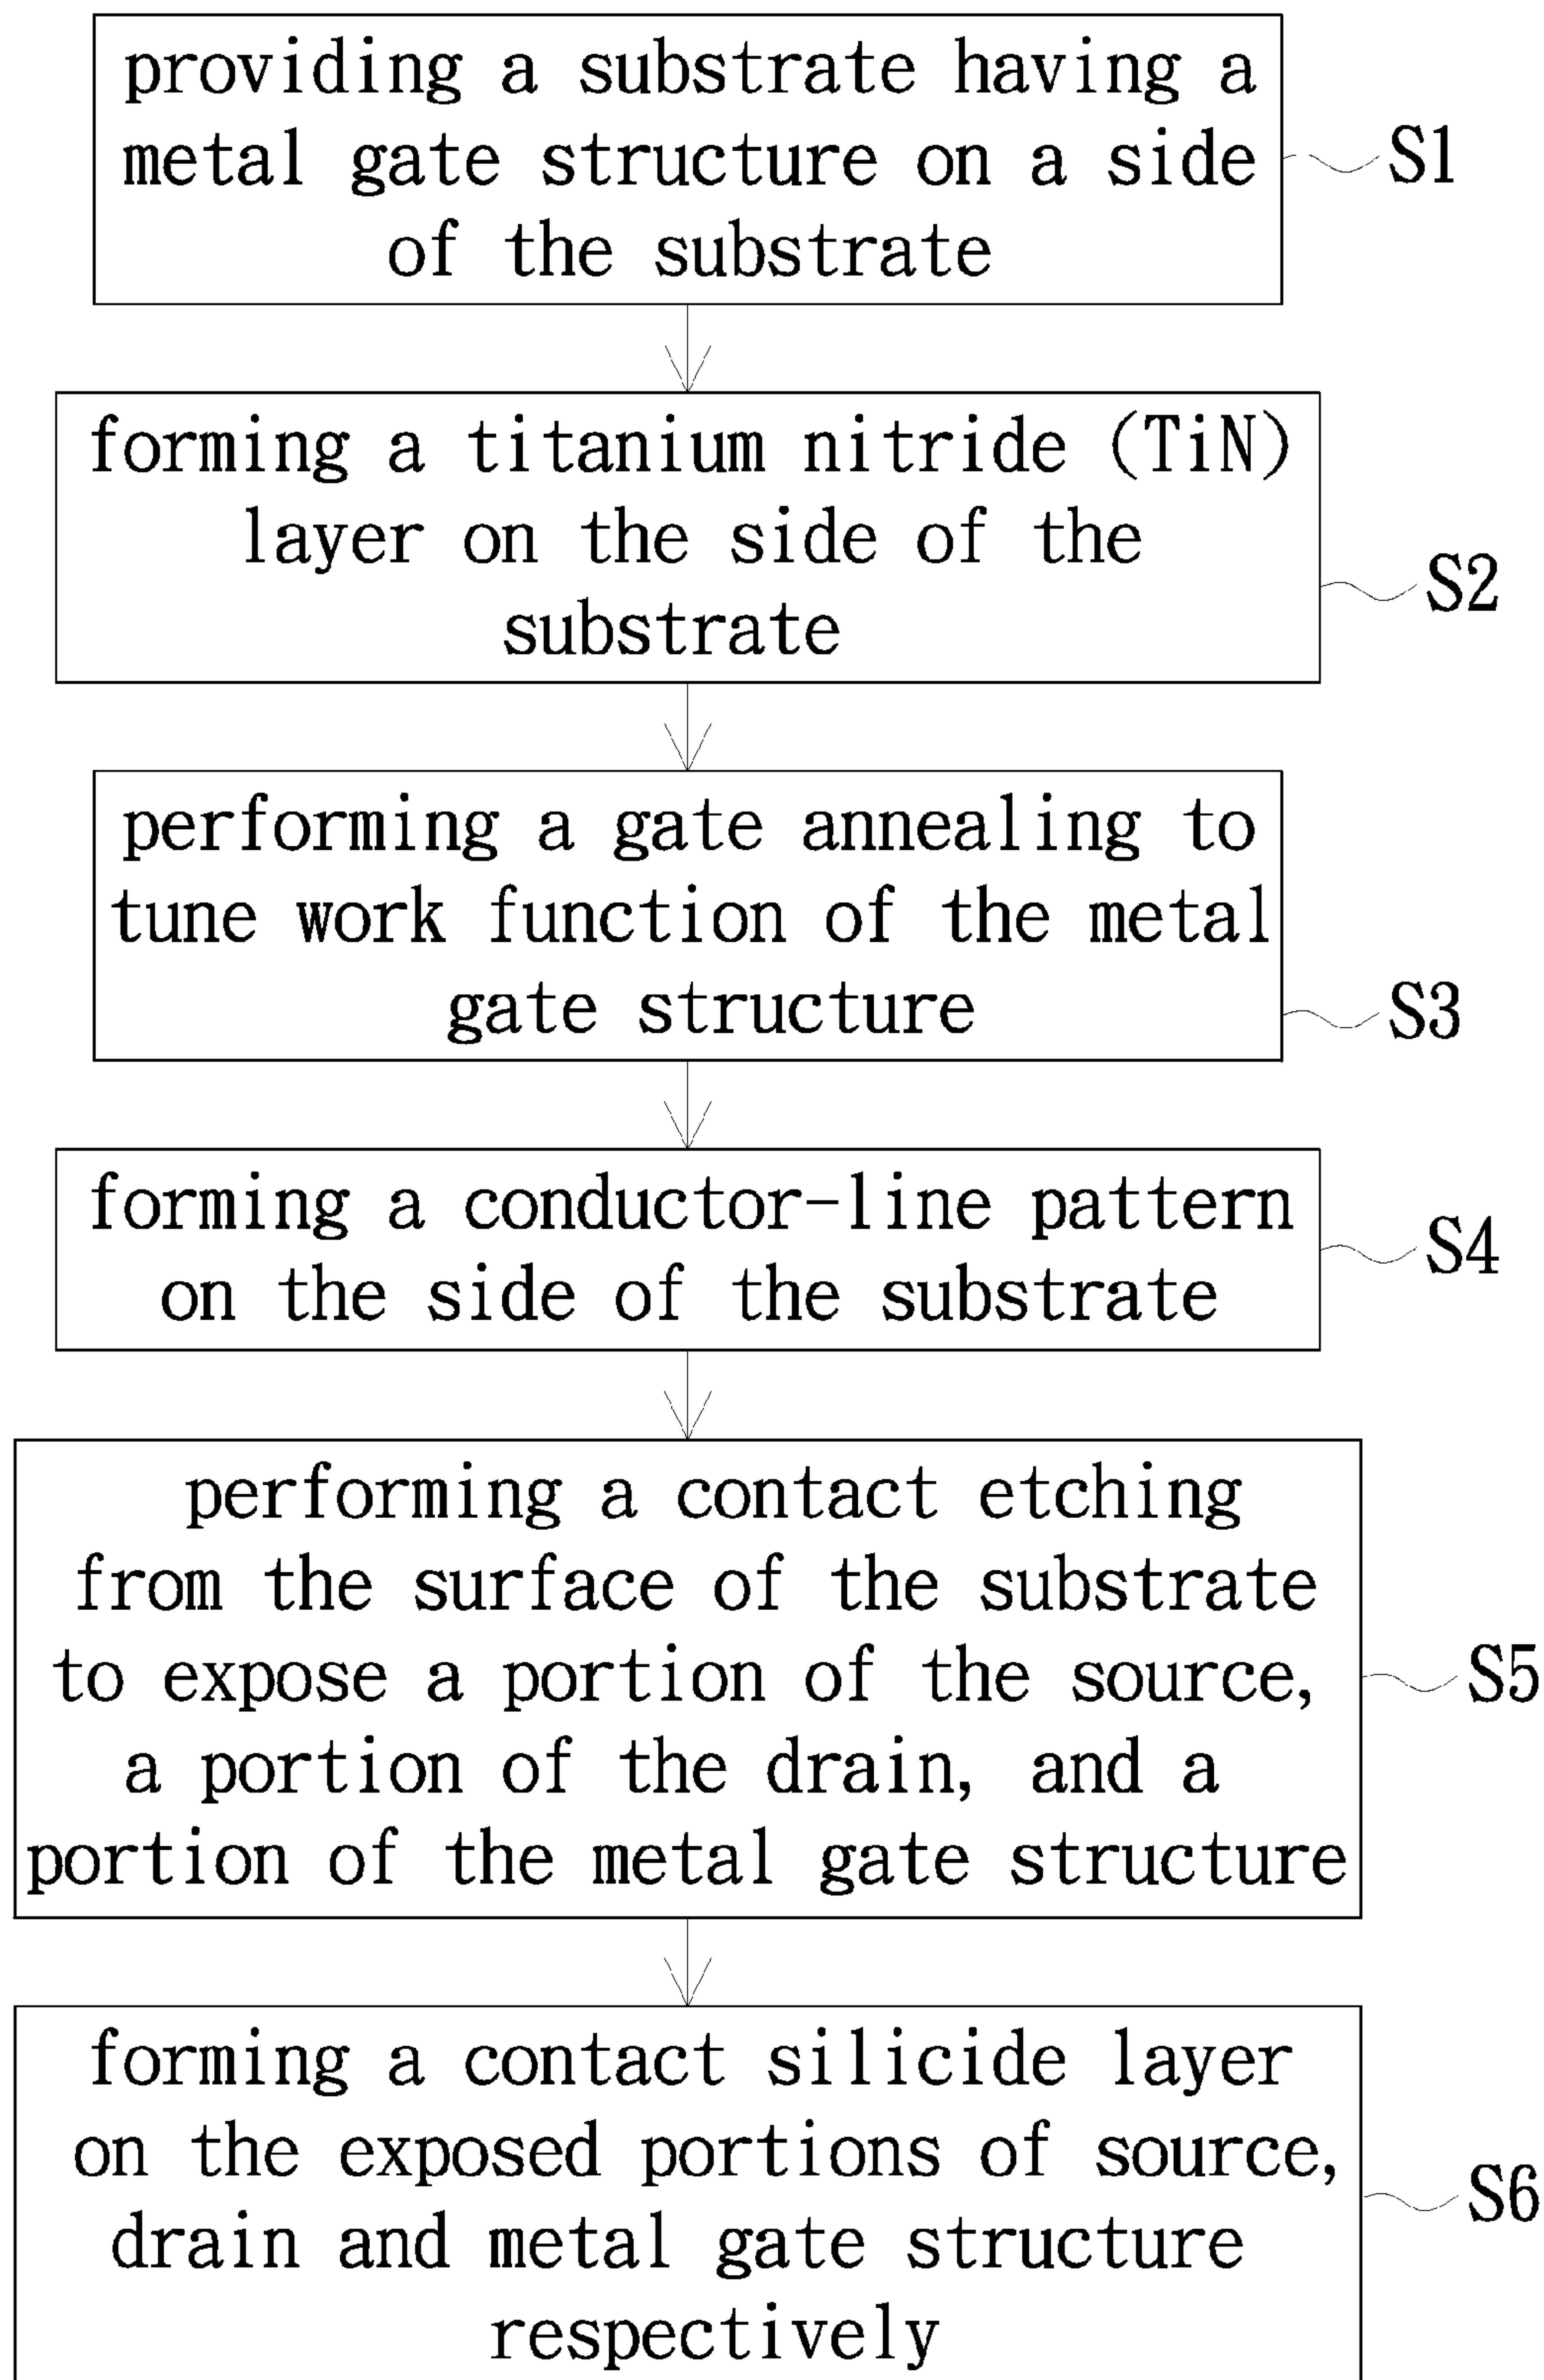 providing a substrate having a
metal gate structure on a side
of the substrate
S1
forming a titanium nitride (TiN)
layer on the side of the
substrate
S2
performing a gate annealing to
tune work function of the metal
gate structure
S3
forming a conductor-line pattern
on the side of the substrate
S4
performing a contact etching
from the surface of the substrate
to expose a portion of the source,
a portion of the drain, and a
portion of the metal gate structure
S5
forming a contact silicide layer
on the exposed portions of source,
drain and metal gate structure
respectively
S6